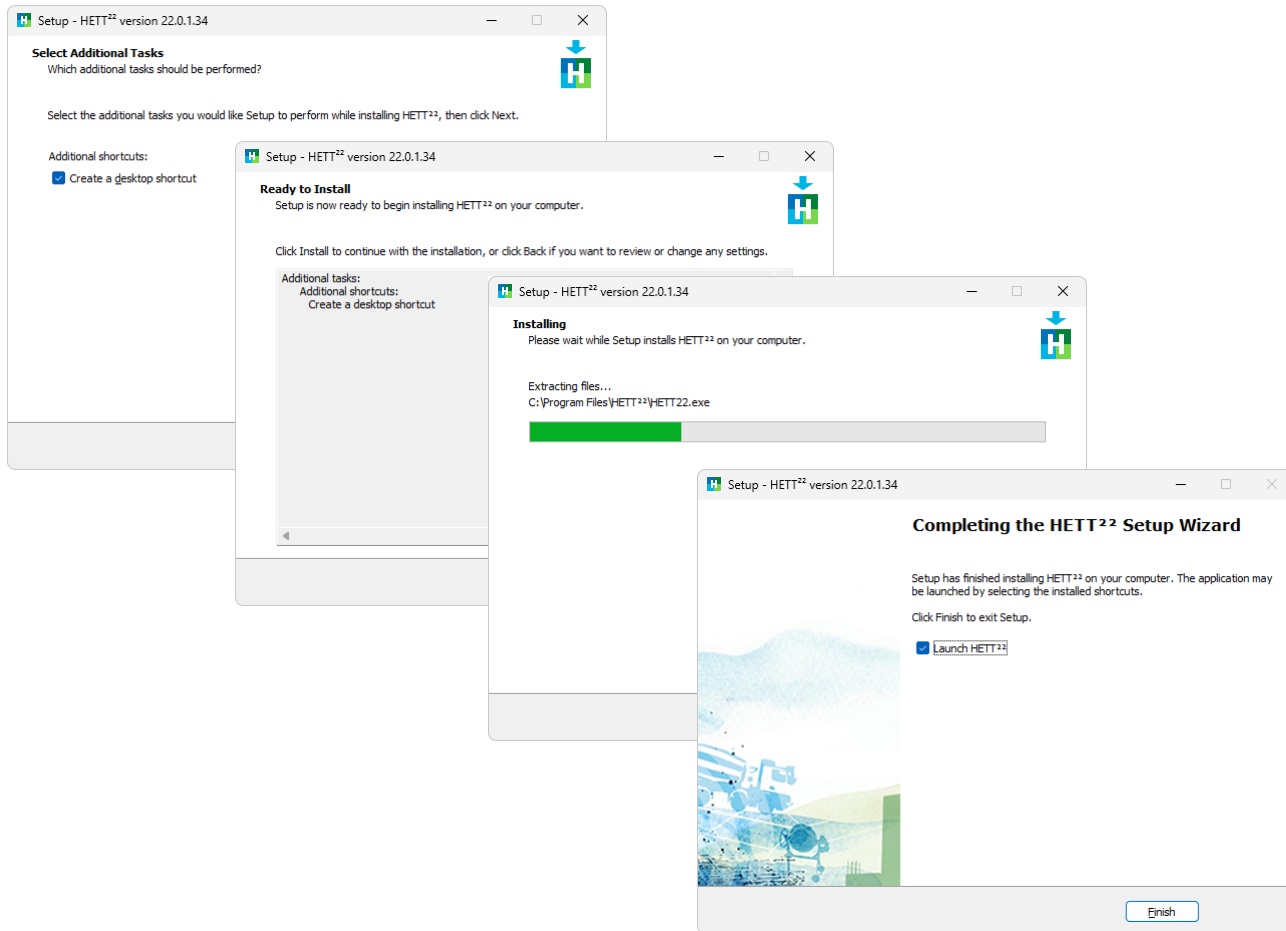 Setup - HETT²² version 22.0.1.34
Select Additional Tasks
Which additional tasks should be performed?
Select the additional tasks you would like Setup to perform while installing HETT²², then click Next.
Additional shortcuts:
Create a desktop shortcut
Setup - HETT²² version 22.0.1.34
Ready to Install
Setup is now ready to begin installing HETT²² on your computer.
Click Install to continue with the installation, or click Back if you want to review or change any settings.
Additional tasks:
Additional shortcuts:
Create a desktop shortcut
Setup - HETT²² version 22.0.1.34
Installing
Please wait while Setup installs HETT²² on your computer.
Extracting files...
C:\Program Files\HETT²²\HETT22.exe
Setup - HETT²² version 22.0.1.34
Completing the HETT²² Setup Wizard
Setup has finished installing HETT²² on your computer. The application may
be launched by selecting the installed shortcuts.
Click Finish to exit Setup.
Launch HETT²²
Finish